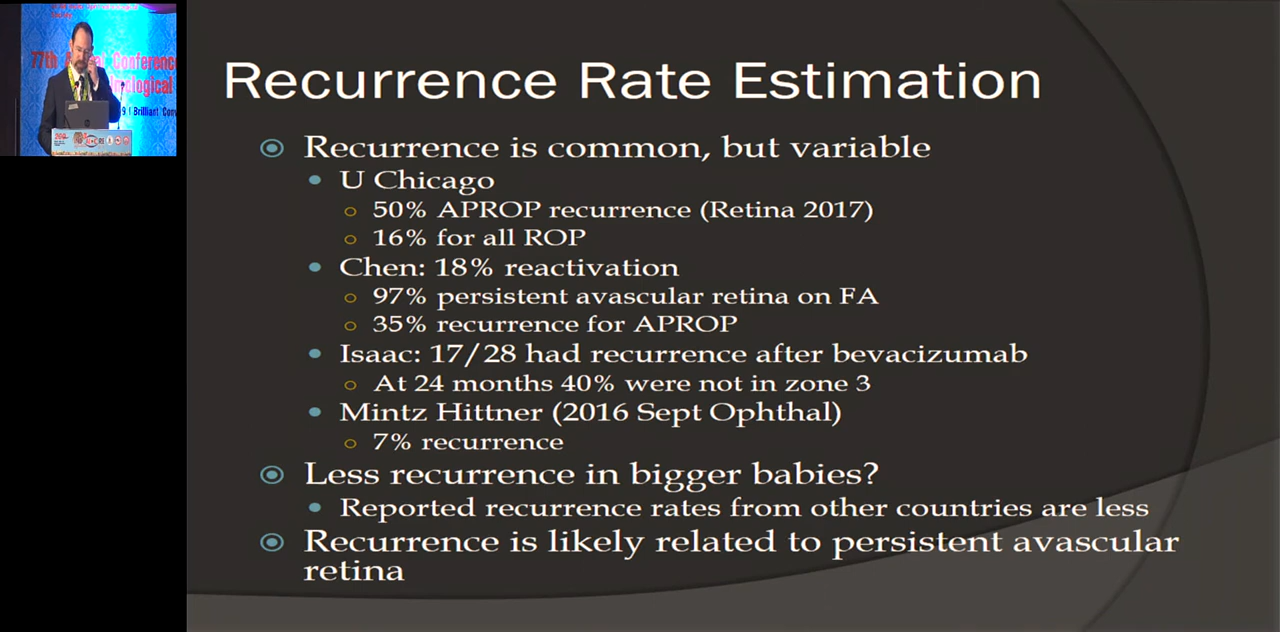 77th Annual Conference
Recurrence Rate Estimation
Recurrence is common, but variable
U Chicago
50% APROP recurrence (Retina 2017)
16% for all ROP
Chen: 18% reactivation
97% persistent avascular retina on FA
35% recurrence for APROP
Isaac: 17/28 had recurrence after bevacizumab
At 24 months 40% were not in zone 3
Mintz Hittner (2016 Sept Ophthal)
7% recurrence
Less recurrence in bigger babies?
Reported recurrence rates from other countries are less
Recurrence is likely related to persistent avascular
retina